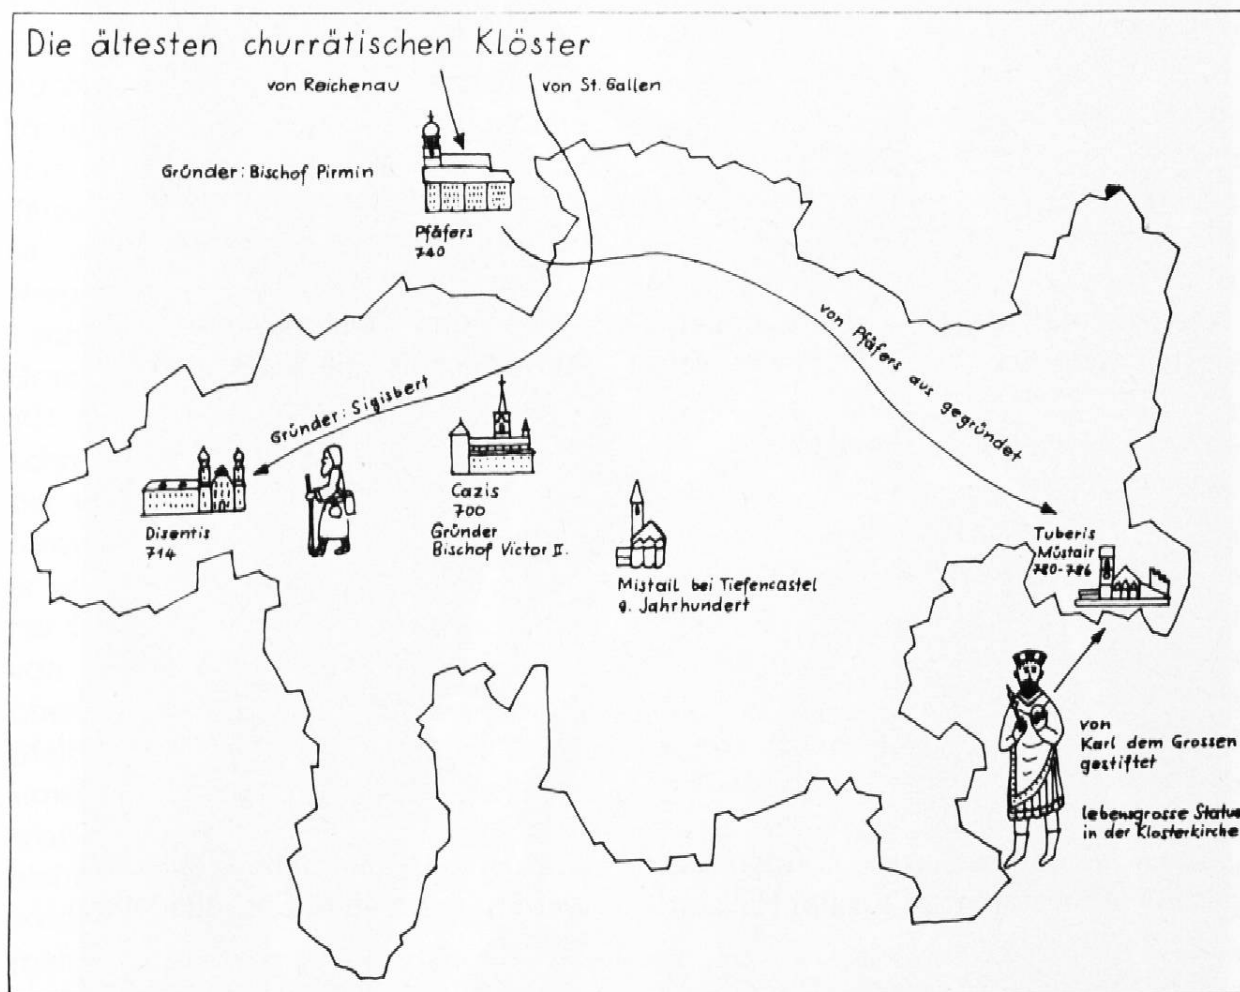 Die ältesten churrätischen Klöster
von Reichenau
von St. Gallen
Gründer: Bischof Pirmin
Pfäfers
740
von Pfäfers aus gegründet
Gründer: Sigisbert
Disentis
714
Cazis
700
Gründer
Bischof Victor II.
Mistail bei Tiefencastel
9. Jahrhundert
Tuberis
Müstair
780-786
von
Karl dem Grossen
gestiftet
lebensgrosse Statue
in der Klosterkirche